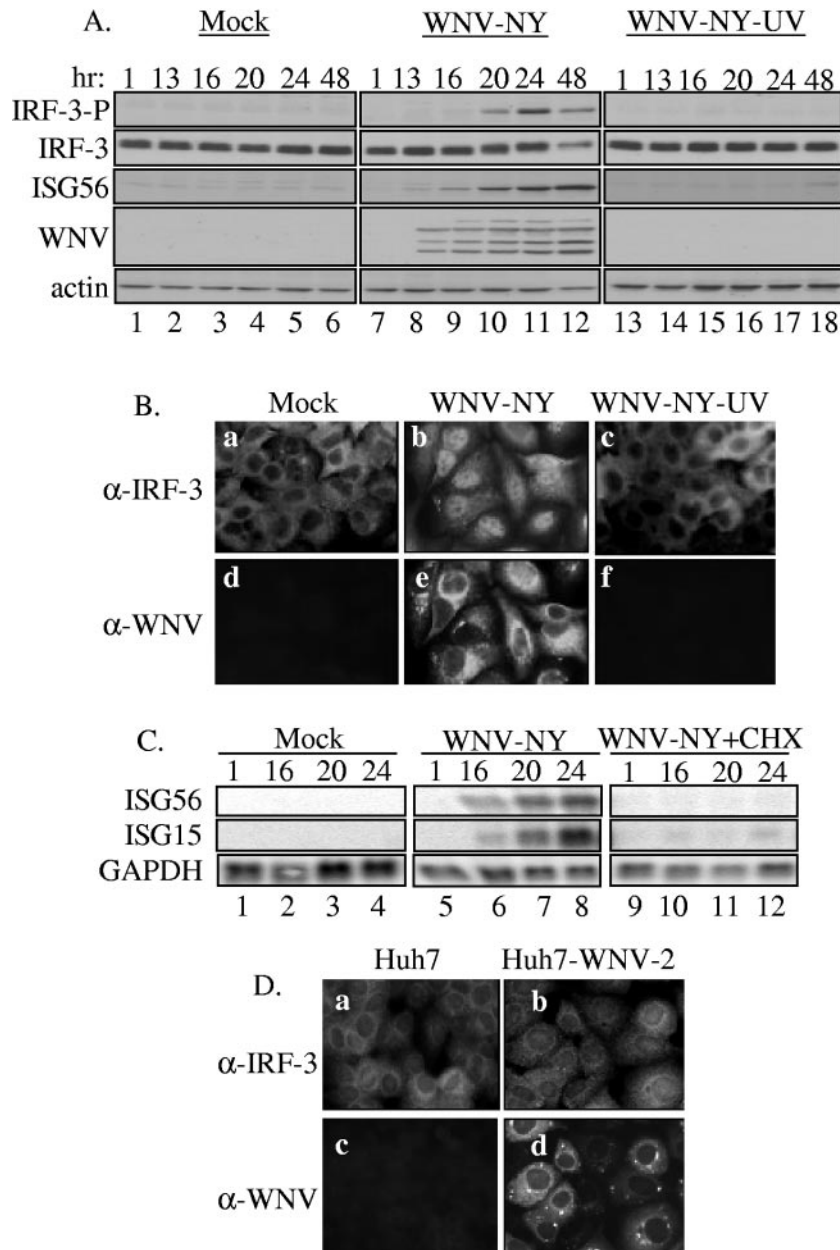 A. Mock WNV-NY WNV-NY-UV
hr: 1 13 16 20 24 48 1 13 16 20 24 48 1 13 16 20 24 48
IRF-3-P
IRF-3
ISG56
WNV
actin
1 2 3 4 5 6 7 8 9 10 11 12 13 14 15 16 17 18
B. Mock WNV-NY WNV-NY-UV
a b c
α-IRF-3
d e f
α-WNV
C. Mock WNV-NY WNV-NY+CHX
1 16 20 24 1 16 20 24 1 16 20 24
ISG56
ISG15
GAPDH
1 2 3 4 5 6 7 8 9 10 11 12
Huh7 Huh7-WNV-2
D. a b
α-IRF-3
c d
α-WNV